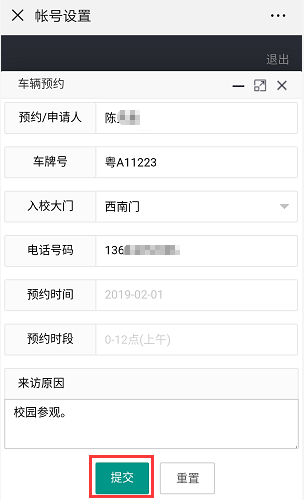 帐号设置
退出
车辆预约
预约/申请人 陈
车牌号 粤A11223
入校大门 西南门
电话号码 136
预约时间 2019-02-01
预约时段 0-12点(上午)
来访原因
校园参观。
提交 重置